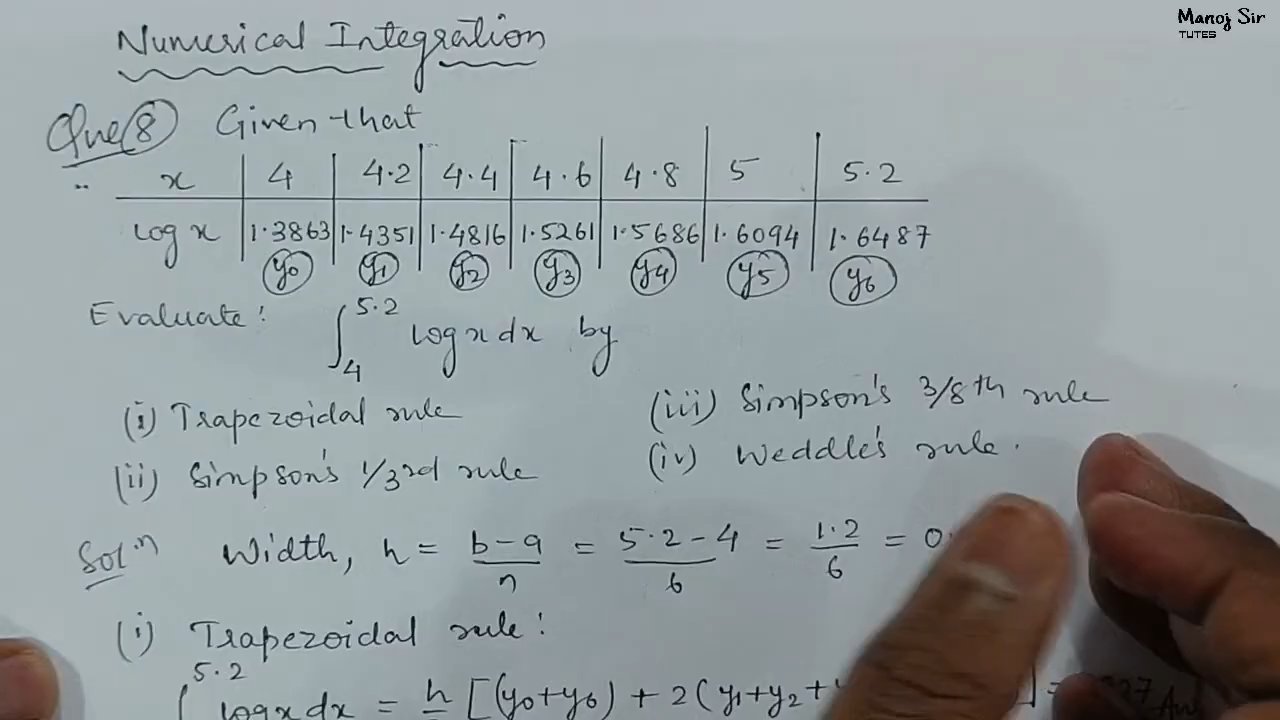 Manoj Sir
TUTES
Numerical Integration
Que(8) Given that
x 4 4.2 4.4 4.6 4.8 5 5.2
log x 1.3863 1.4351 1.4816 1.5261 1.5686 1.6094 1.6487
y0 y1 y2 y3 y4 y5 y6
Evaluate: ∫_4^5.2 log x dx by
(i) Trapezoidal rule
(ii) Simpson's 1/3rd rule
(iii) Simpson's 3/8th rule
(iv) Weddle's rule.
Sol.n Width, h = b-a/n = 5.2-4/6 = 1.2/6 = 0.
(i) Trapezoidal rule:
∫^5.2 log x dx = h [(y0+y6) + 2(y1+y2+ ] = 27 Ans